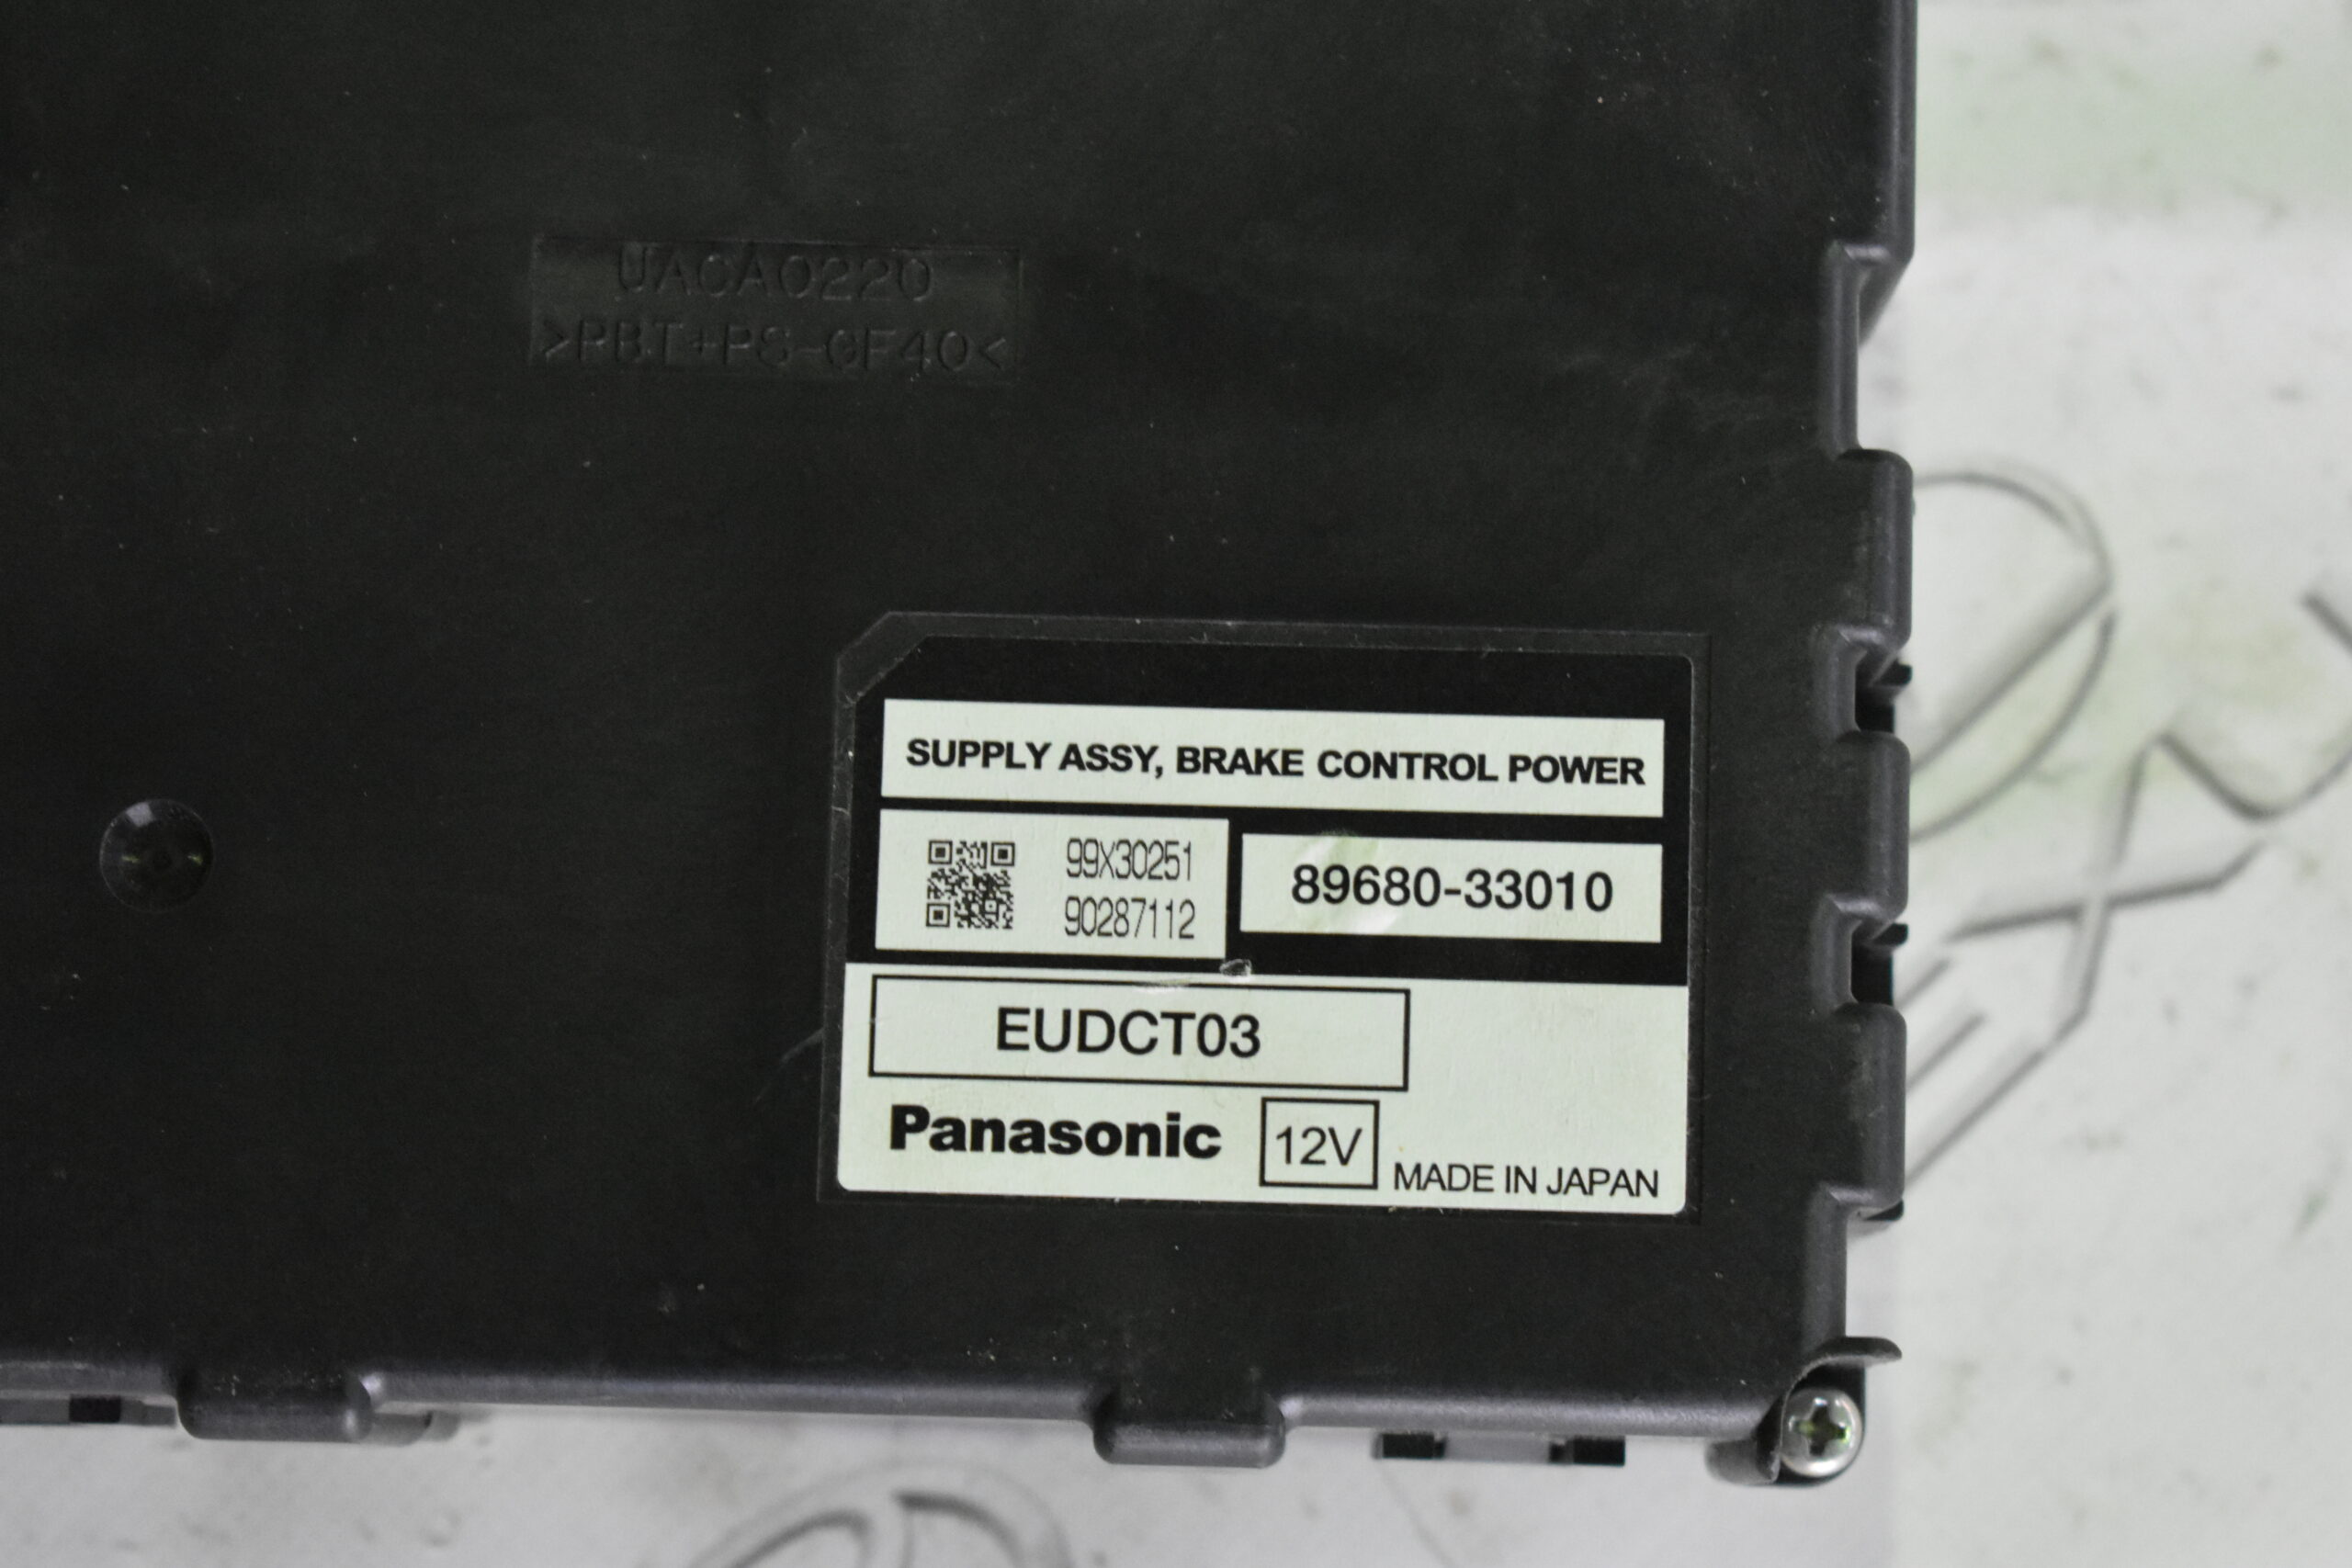 UACA0220
>PBT+PS-GF40<
SUPPLY ASSY, BRAKE CONTROL POWER
99X30251
90287112
89680-33010
EUDCT03
Panasonic
12V
MADE IN JAPAN